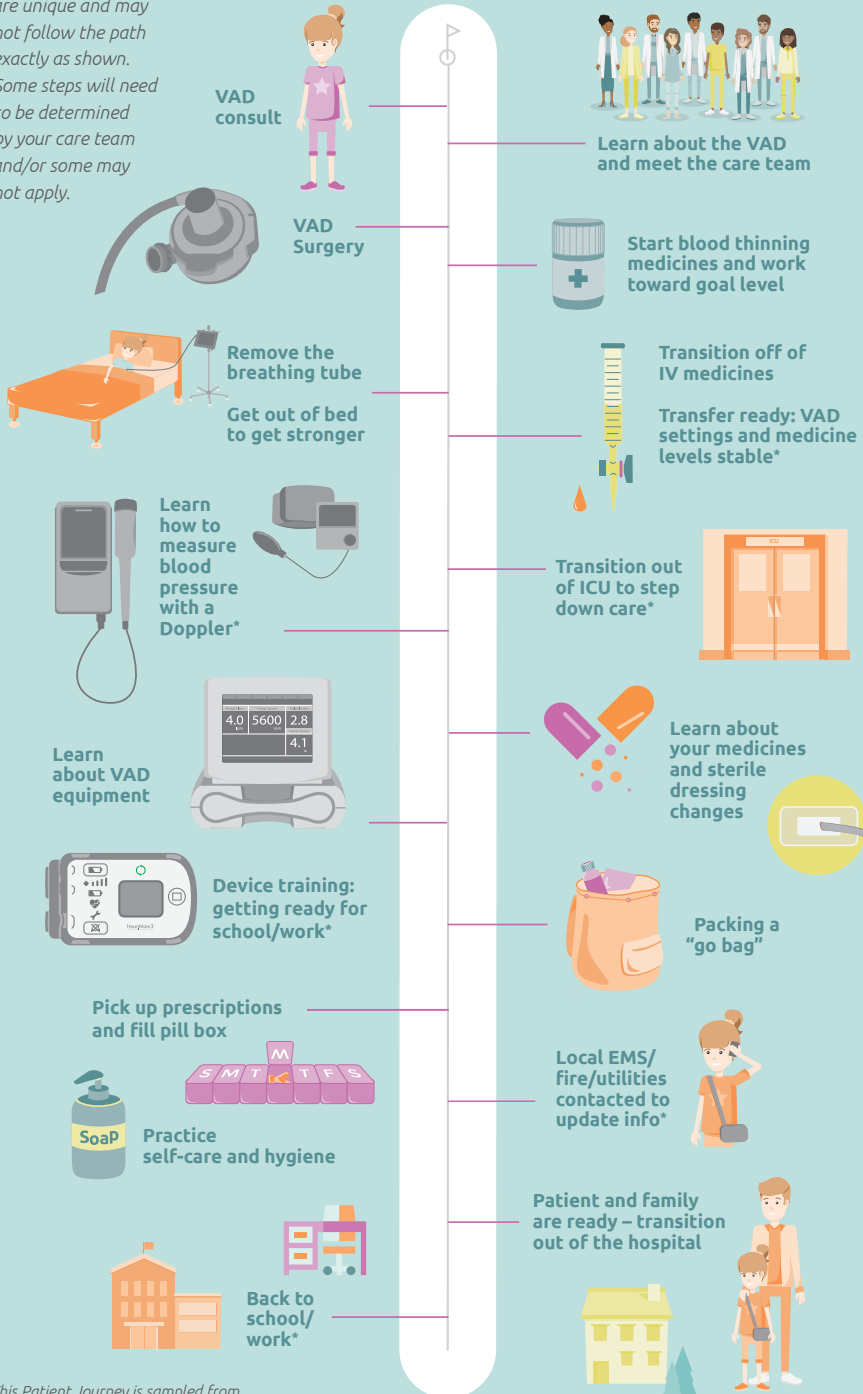 are unique and may
not follow the path
exactly as shown.
Some steps will need
to be determined
by your care team
and/or some may
not apply.
VAD
consult
Learn about the VAD
and meet the care team
VAD
Surgery
Start blood thinning
medicines and work
toward goal level
Remove the
breathing tube
Get out of bed
to get stronger
Transition off of
IV medicines
Transfer ready: VAD
settings and medicine
levels stable*
Learn
how to
measure
blood
pressure
with a
Doppler*
Transition out
of ICU to step
down care*
ICU
Learn
about VAD
equipment
4.0 5600 2.8
4.1
Learn about
your medicines
and sterile
dressing
changes
Device training:
getting ready for
school/work*
Packing a
“go bag”
Pick up prescriptions
and fill pill box
M
S M T T F S
Local EMS/
fire/utilities
contacted to
update info*
Soap
Practice
self-care and hygiene
Patient and family
are ready – transition
out of the hospital
Back to
school/
work*
This Patient Journey is sampled from